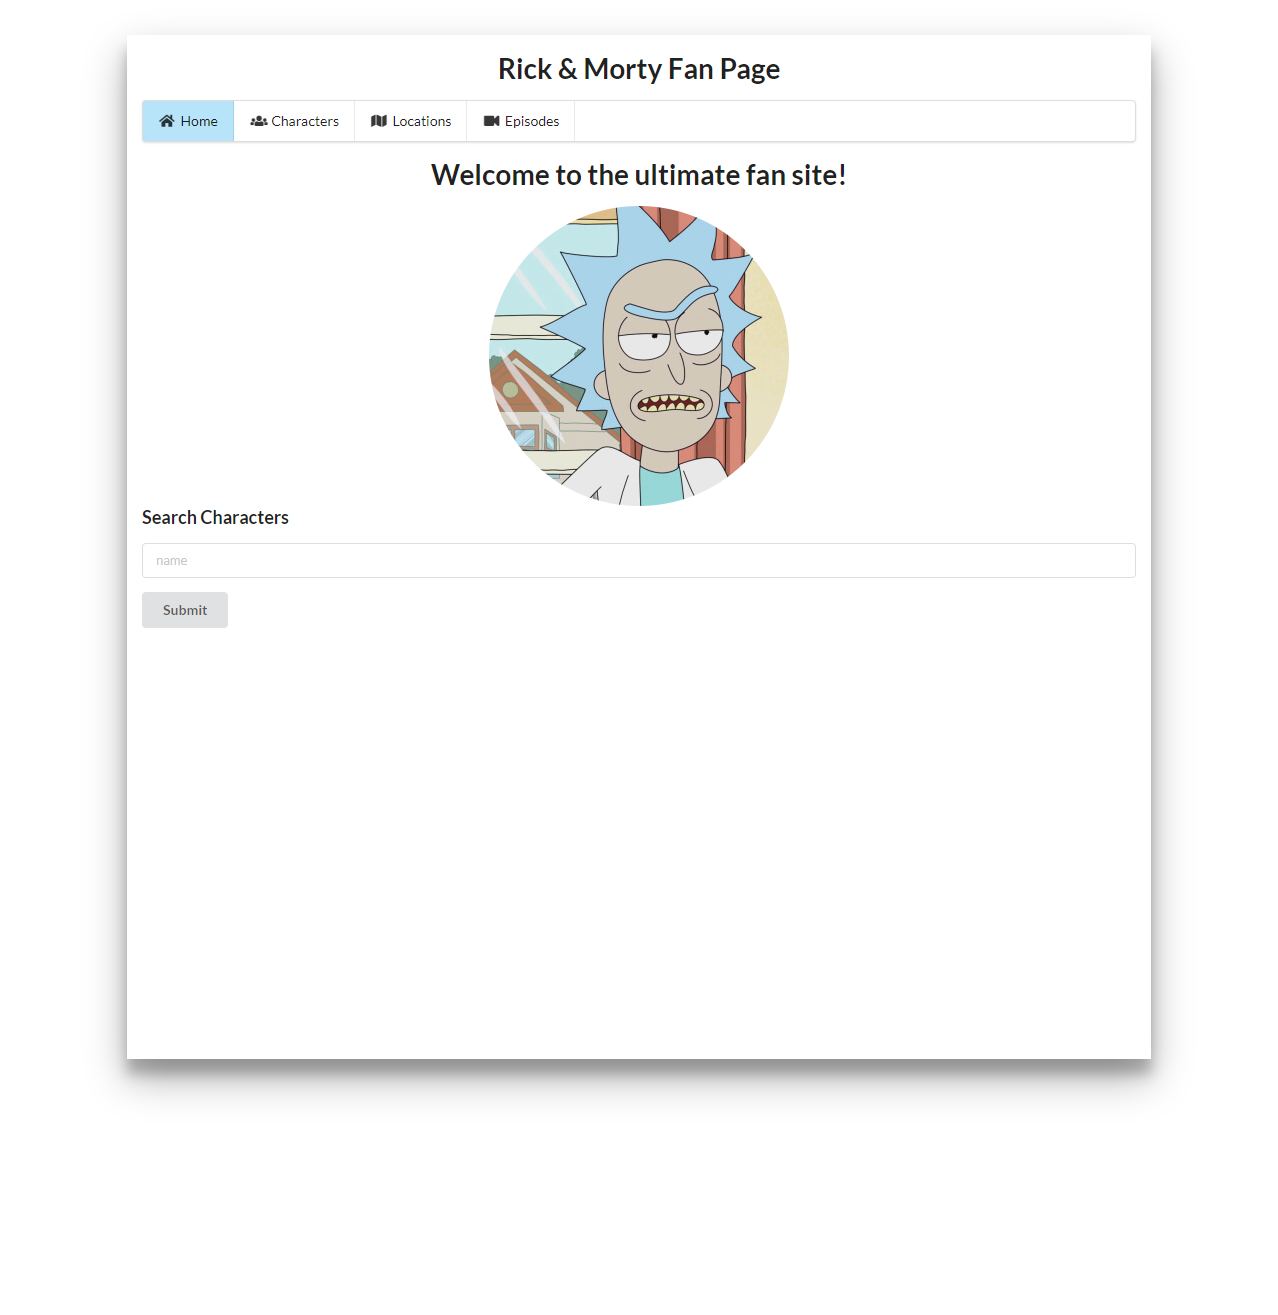 Rick & Morty Fan Page
Home Characters Locations Episodes
Welcome to the ultimate fan site!
Search Characters
name
Submit